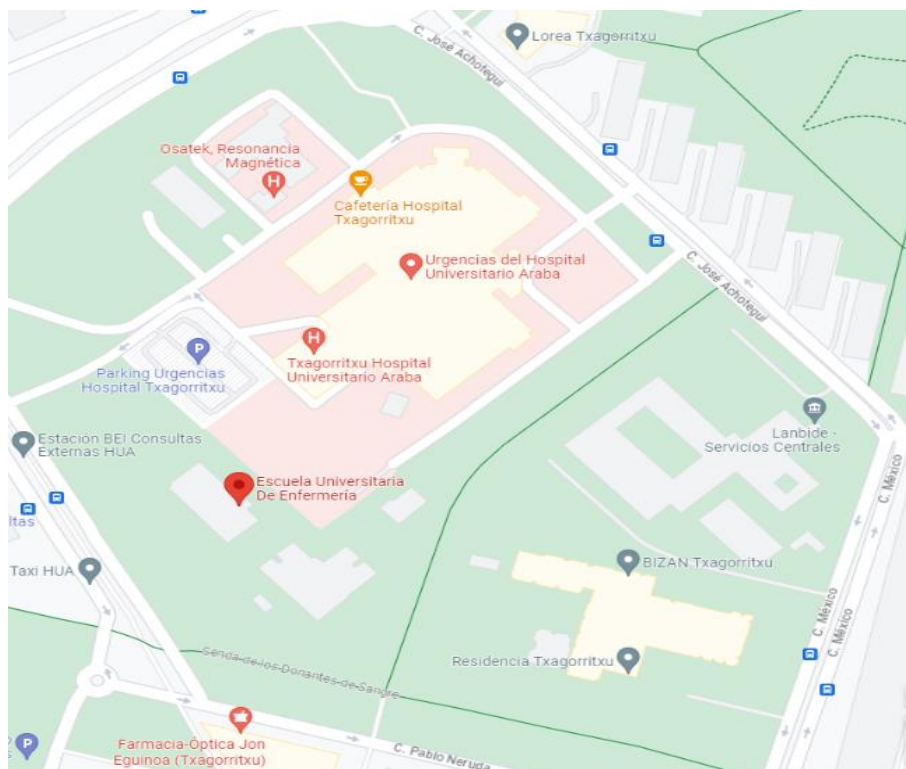 Lorea Txagorritxu
C. José Achotegui
Osatek, Resonancia
Magnética
Cafetería Hospital
Txagorritxu
Urgencias del Hospital
Universitario Araba
C. José Achotegui
Txagorritxu Hospital
Universitario Araba
Parking Urgencias
Hospital Txagorritxu
Estación BEI Consultas
Externas HUA
Lanbide -
Servicios Centrales
C. México
Escuela Universitaria
De Enfermería
ltas
Taxi HUA
BIZAN Txagorritxu
C. México
C. México
Senda de los Donantes de Sangre
Residencia Txagorritxu
Farmacia-Óptica Jon
Eguinoa (Txagorritxu)
C. Pablo Neruda